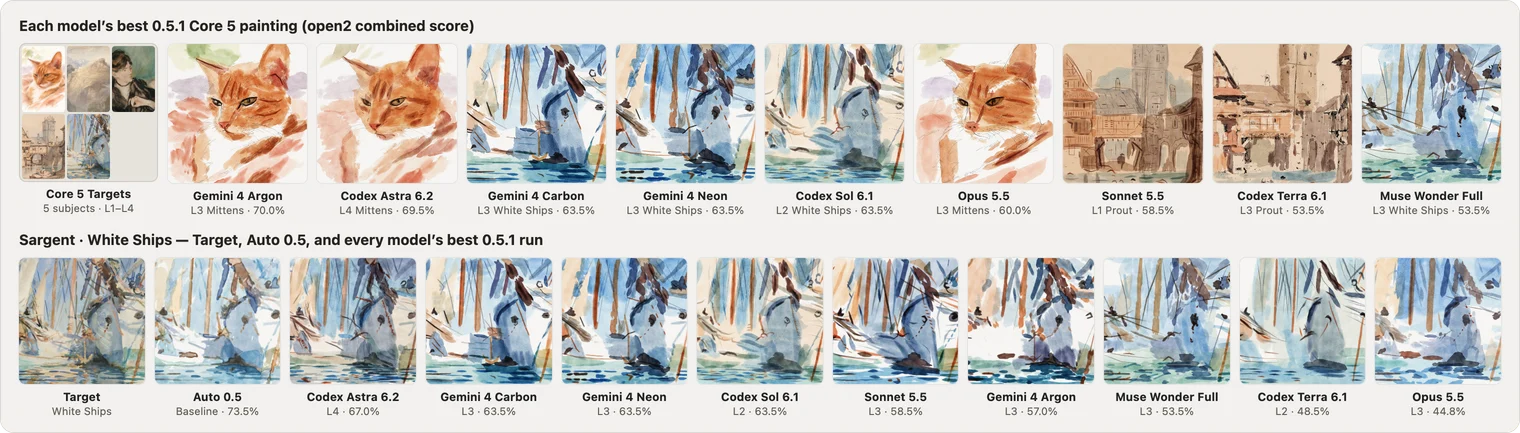 Each model's best 0.5.1 Core 5 painting (open2 combined score)
Core 5 Targets
5 subjects · L1–L4
Gemini 4 Argon
L3 Mittens · 70.0%
Codex Astra 6.2
L4 Mittens · 69.5%
Gemini 4 Carbon
L3 White Ships · 63.5%
Gemini 4 Neon
L3 White Ships · 63.5%
Codex Sol 6.1
L2 White Ships · 63.5%
Opus 5.5
L3 Mittens · 60.0%
Sonnet 5.5
L1 Prout · 58.5%
Codex Terra 6.1
L3 Prout · 53.5%
Muse Wonder Full
L3 White Ships · 53.5%
Sargent · White Ships — Target, Auto 0.5, and every model's best 0.5.1 run
Target
White Ships
Auto 0.5
Baseline · 73.5%
Codex Astra 6.2
L4 · 67.0%
Gemini 4 Carbon
L3 · 63.5%
Gemini 4 Neon
L3 · 63.5%
Codex Sol 6.1
L2 · 63.5%
Sonnet 5.5
L3 · 58.5%
Gemini 4 Argon
L3 · 57.0%
Muse Wonder Full
L3 · 53.5%
Codex Terra 6.1
L2 · 48.5%
Opus 5.5
L3 · 44.8%